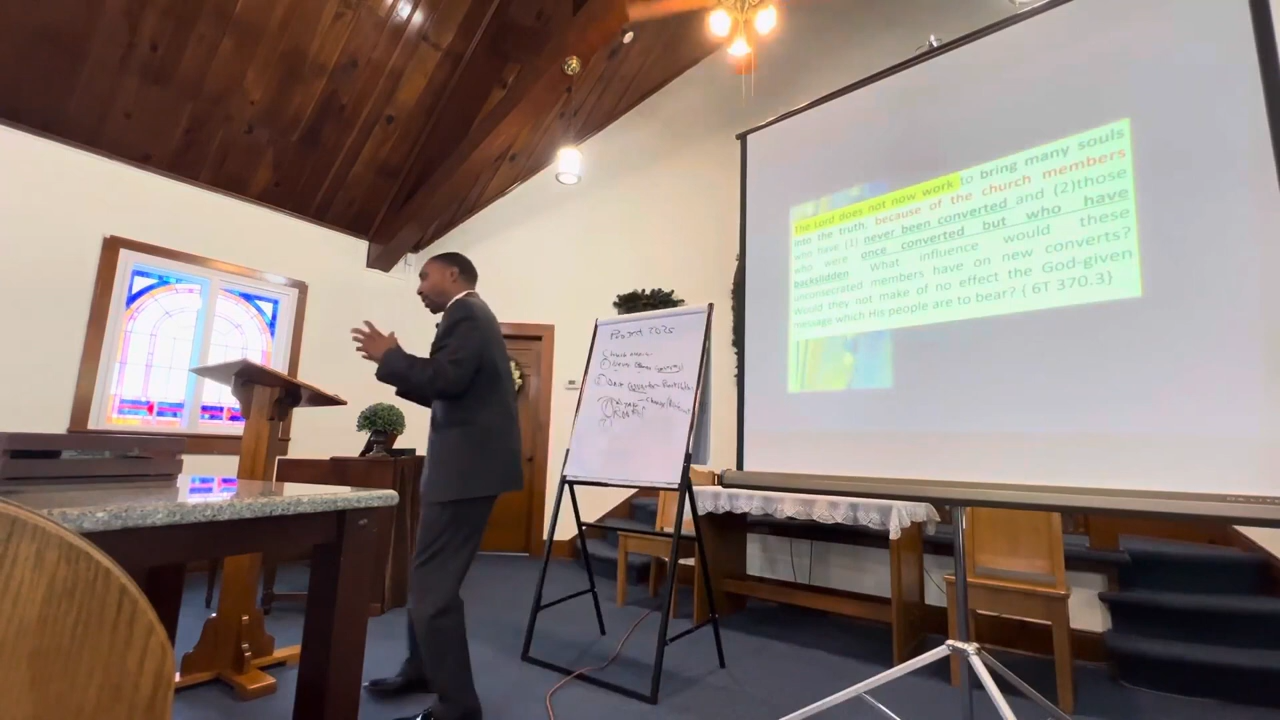 The Lord does not now work to bring many souls
into the truth, because of the church members
who have (1) never been converted and (2)those
who were once converted but who have
backslidden What influence would these
unconsecrated members have on new converts?
Would they not make of no effect the God-given
message which His people are to bear? { 6T 370.3}
2025
Church
Once